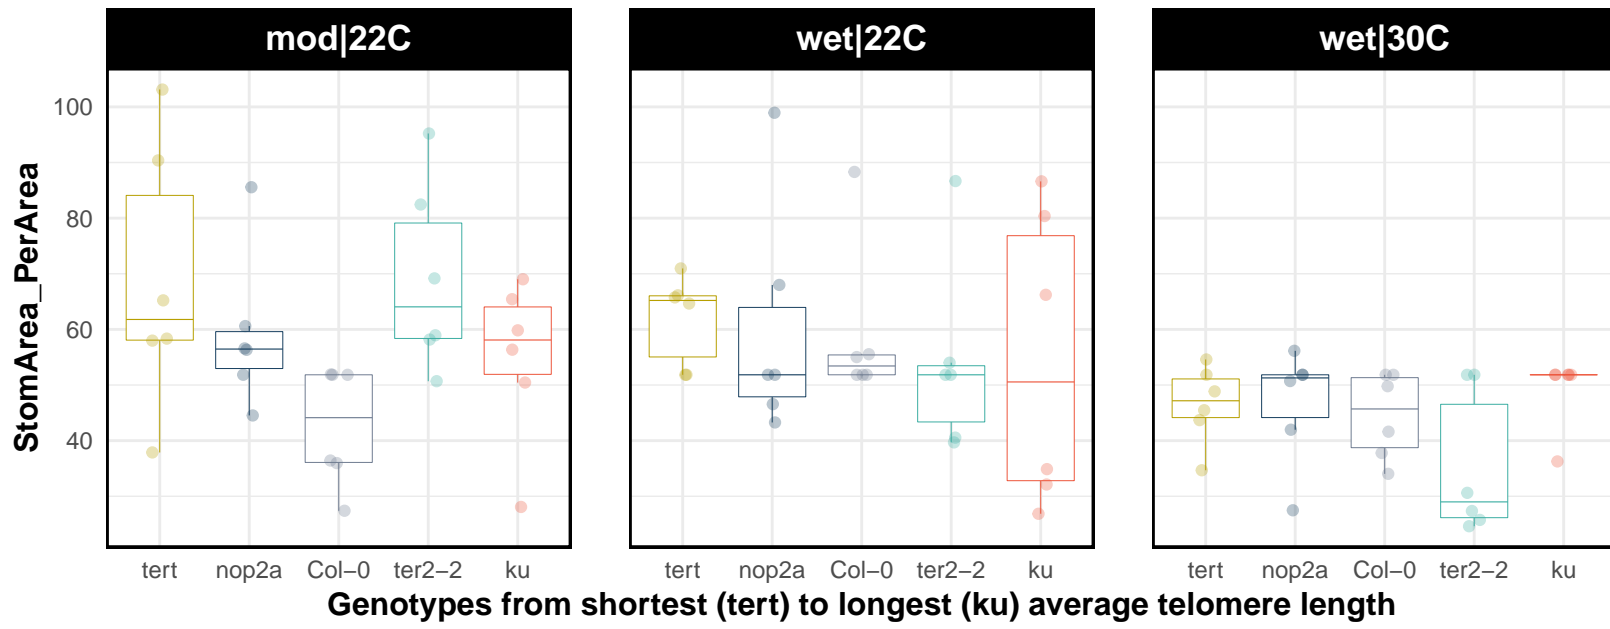 mod|22C wet|22C wet|30C
StomArea_PerArea
100
80
60
40
tert nop2a Col−0 ter2−2 ku tert nop2a Col−0 ter2−2 ku tert nop2a Col−0 ter2−2 ku
Genotypes from shortest (tert) to longest (ku) average telomere length